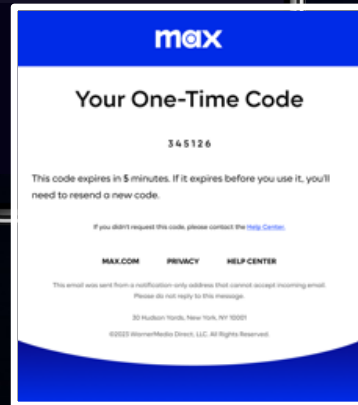 max
Your One-Time Code
345126
This code expires in 5 minutes. If it expires before you use it, you'll
need to resend a new code.
If you didn't request this code, please contact the Help Center.
MAX.COM PRIVACY HELP CENTER
This email was sent from a notification-only address that cannot accept incoming email.
Please do not reply to this message.
30 Hudson Yards, New York, NY 10001
©2023 WarnerMedia Direct, LLC. All Rights Reserved.